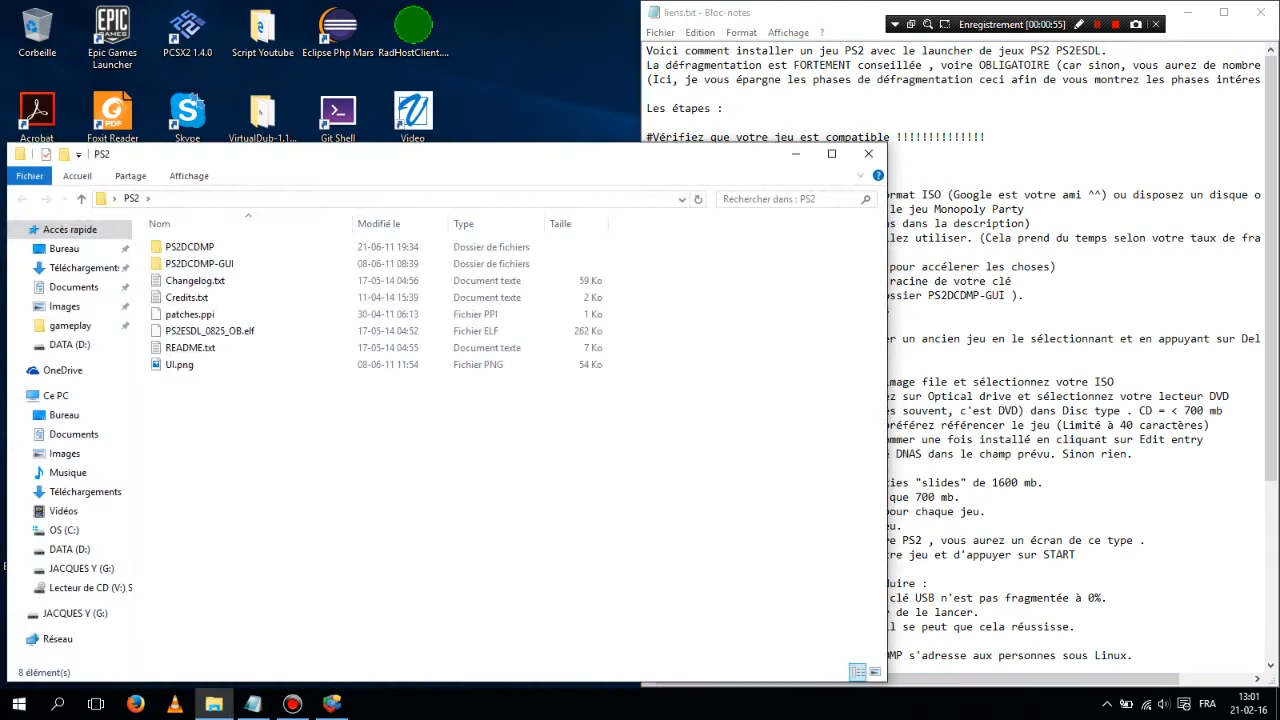 Corbeille
Epic Games
Launcher
PCSX2 1.4.0
Script Youtube
Eclipse Php Mars
RadHostClient....
Acrobat
Foxit Reader
Skype
VirtualDub-1.1...
Git Shell
Video
liens.txt - Bloc-notes
Enregistrement [00:00:55]
Fichier Edition Format Affichage ?
Voici comment installer un jeu PS2 avec le launcher de jeux PS2 PS2ESDL.
La défragmentation est FORTEMENT conseillée , voire OBLIGATOIRE (car sinon, vous aurez de nombre
(Ici, je vous épargne les phases de défragmentation ceci afin de vous montrez les phases intéres
Les étapes :
#Vérifiez que votre jeu est compatible !!!!!!!!!!!!!!
ormat ISO (Google est votre ami ^^) ou disposez un disque o
le jeu Monopoly Party
s dans la description)
lez utiliser. (Cela prend du temps selon votre taux de fra
pour accélerer les choses)
racine de votre clé
ossier PS2DCDMP-GUI ).
er un ancien jeu en le sélectionnant et en appuyant sur Del
image file et sélectionnez votre ISO
ez sur Optical drive et sélectionnez votre lecteur DVD
es souvent, c'est DVD) dans Disc type . CD = < 700 mb
préférez référencer le jeu (Limité à 40 caractères)
ommer une fois installé en cliquant sur Edit entry
e DNAS dans le champ prévu. Sinon rien.
ies "slides" de 1600 mb.
que 700 mb.
pour chaque jeu.
eu.
re PS2 , vous aurez un écran de ce type .
tre jeu et d'appuyer sur START
duire :
clé USB n'est pas fragmentée à 0%.
r de le lancer.
il se peut que cela réussisse.
DMP s'adresse aux personnes sous Linux.
PS2
Fichier Accueil Partage Affichage
PS2
Rechercher dans : PS2
Nom Modifié le Type Taille
PS2DCDMP 21-06-11 19:34 Dossier de fichiers
PS2DCDMP-GUI 08-06-11 08:39 Dossier de fichiers
Changelog.txt 17-05-14 04:56 Document texte 59 Ko
Credits.txt 11-04-14 15:39 Document texte 2 Ko
patches.ppi 30-04-11 06:13 Fichier PPI 1 Ko
PS2ESDL_0825_OB.elf 17-05-14 04:52 Fichier ELF 262 Ko
README.txt 17-05-14 04:55 Document texte 7 Ko
UI.png 08-06-11 11:54 Fichier PNG 54 Ko
Accès rapide
Bureau
Téléchargement:
Documents
Images
gameplay
DATA (D:)
OneDrive
Ce PC
Bureau
Documents
Images
Musique
Téléchargements
Vidéos
OS (C:)
DATA (D:)
JACQUES Y (G:)
Lecteur de CD (V:) S
JACQUES Y (G:)
Réseau
8 élément(s)
FRA
13:01
21-02-16